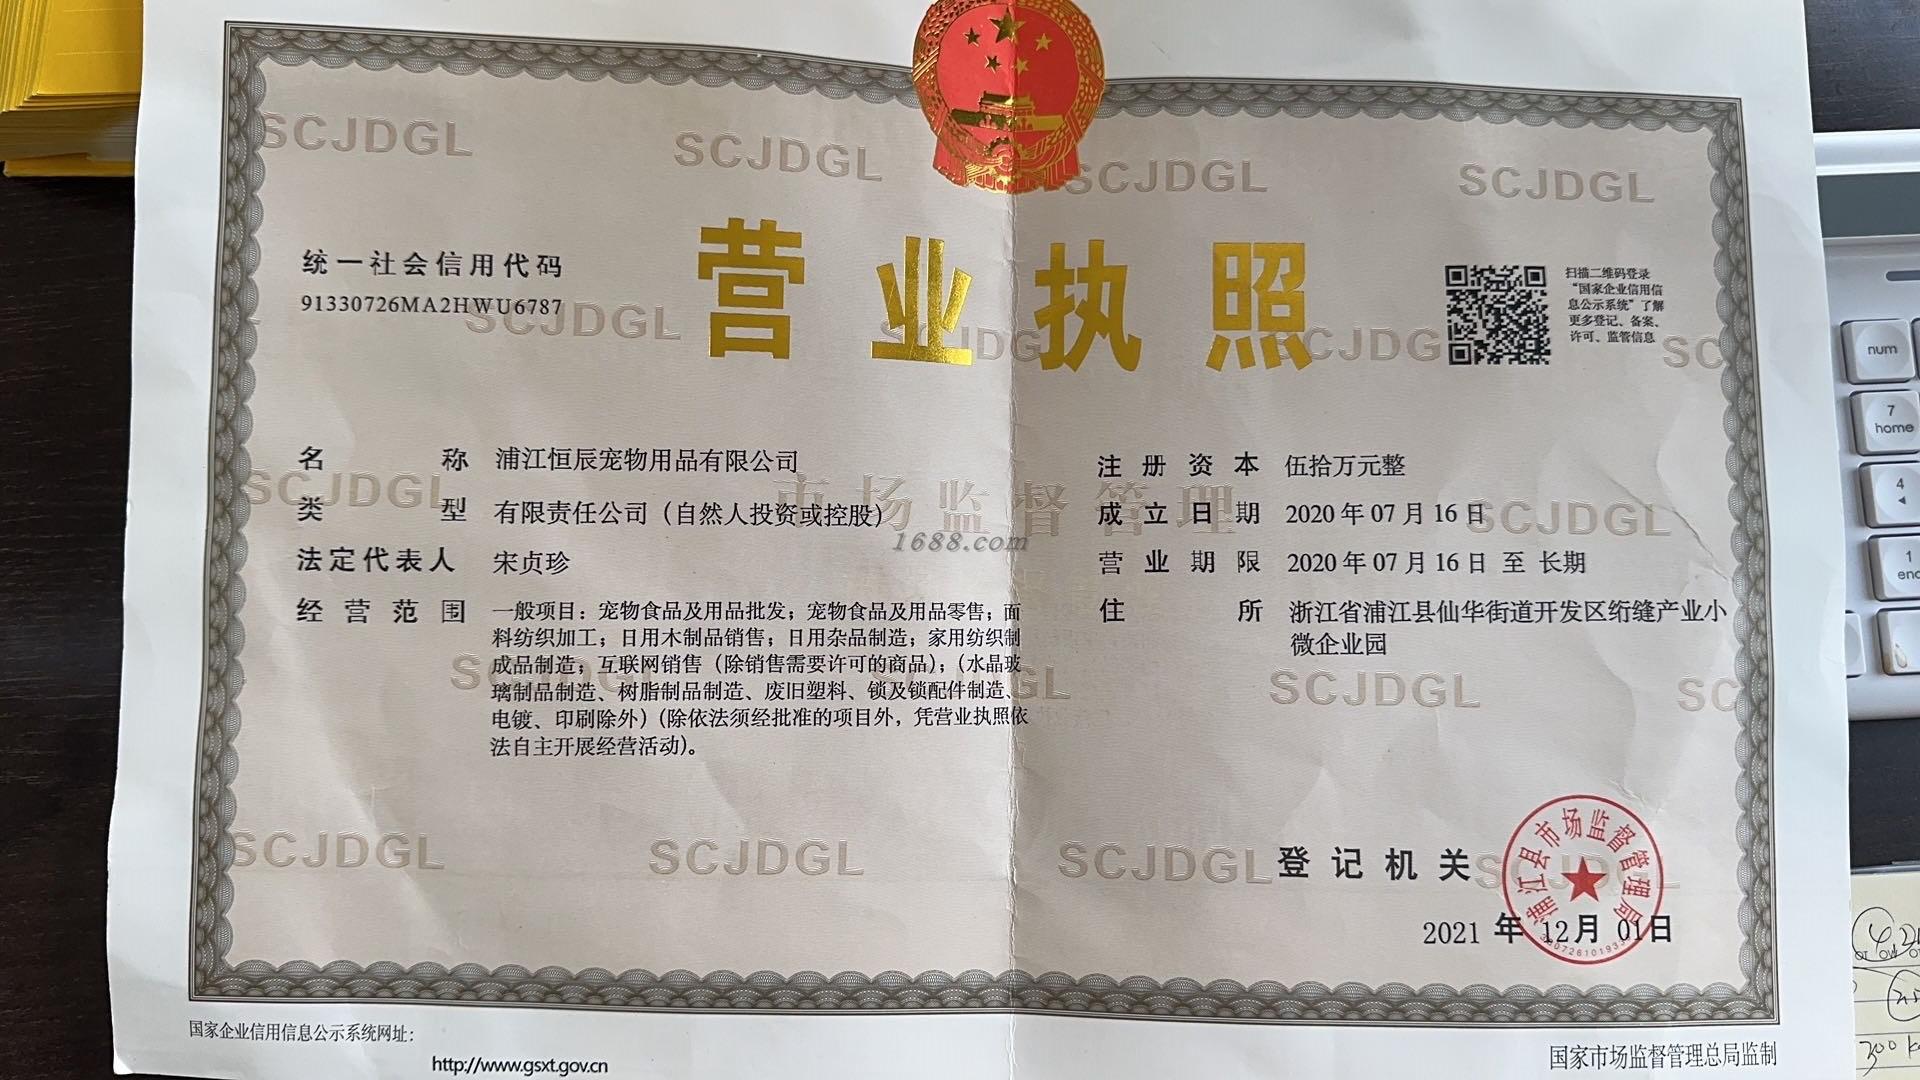 SCJDGL
SCJDGL
SCJDGL
SCJDGL
统一社会信用代码
91330726MA2HWU6787
营业执照
扫描二维码登录
“国家企业信用信
息公示系统”了解
更多登记、备案、
许可、监管信息
SCJDGL
SCJDG
SC
名称 浦江恒辰宠物用品有限公司
类型 有限责任公司（自然人投资或控股）
法定代表人 宋贞珍
经营范围 一般项目：宠物食品及用品批发；宠物食品及用品零售；面
料纺织加工；日用木制品销售；日用杂品制造；家用纺织制
成品制造；互联网销售（除销售需要许可的商品）；（水晶玻
璃制品制造、树脂制品制造、废旧塑料、锁及锁配件制造、
电镀、印刷除外）（除依法须经批准的项目外，凭营业执照依
法自主开展经营活动）。
注册资本 伍拾万元整
成立日期 2020年07月16日
营业期限 2020年07月16日至长期
住所 浙江省浦江县仙华街道开发区绗缝产业小
微企业园
市场监督管理
1688.com
SCJDGL
SCJDGL
SCJDGL
SC
SCJDGL
SCJDGL
SCJDGL
登记机关
浦江县市场监督管理局
2021年12月01日
国家企业信用信息公示系统网址：
http://www.gsxt.gov.cn
国家市场监督管理总局监制
num
7
home
4
1
300